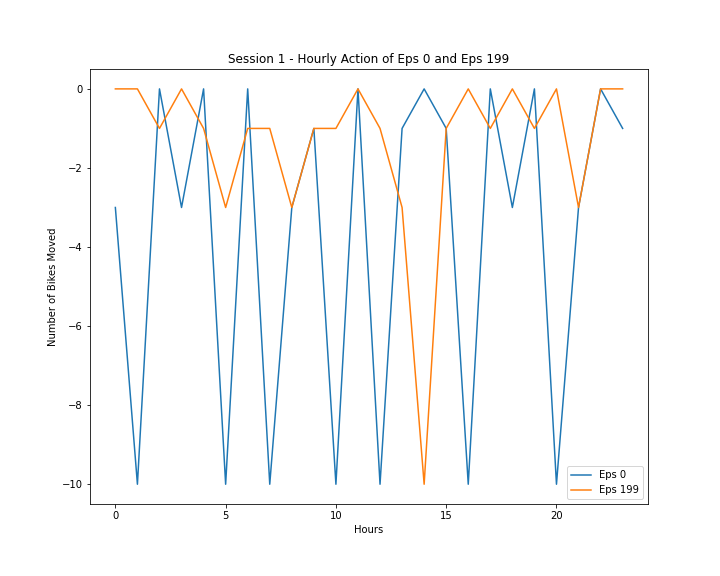 Session 1 - Hourly Action of Eps 0 and Eps 199
Number of Bikes Moved
0
−2
−4
−6
−8
−10
0
5
10
15
20
Hours
Eps 0
Eps 199